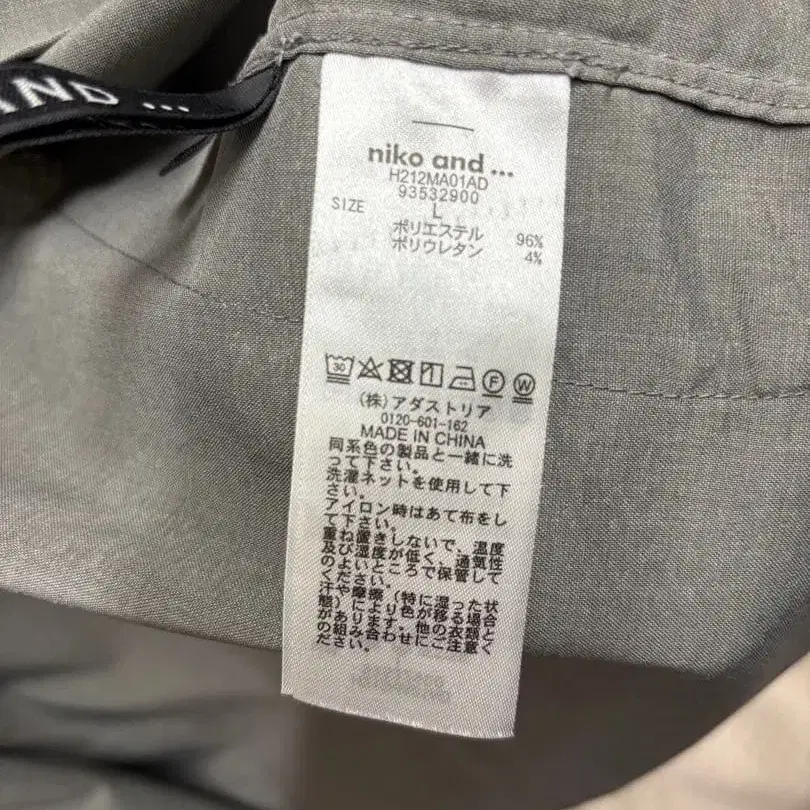 AND ...
niko and ...
H212MA01AD
93532900
SIZE L
ポリエステル 96%
ポリウレタン 4%
30 F W
(株)アダストリア
0120-601-162
MADE IN CHINA
同系色の製品と一緒に洗
って下さい。
洗濯ネットを使用して下
さい。
アイロン時はあて布をし
て下さい。
重ね置きしないで、温度
及び湿度が低く、通気性
のよいところで保管して
ください。
汗や摩擦(特に湿った状
態)により色が移る場合と
があります。他の衣類
の組み合わせにご注意
ください。